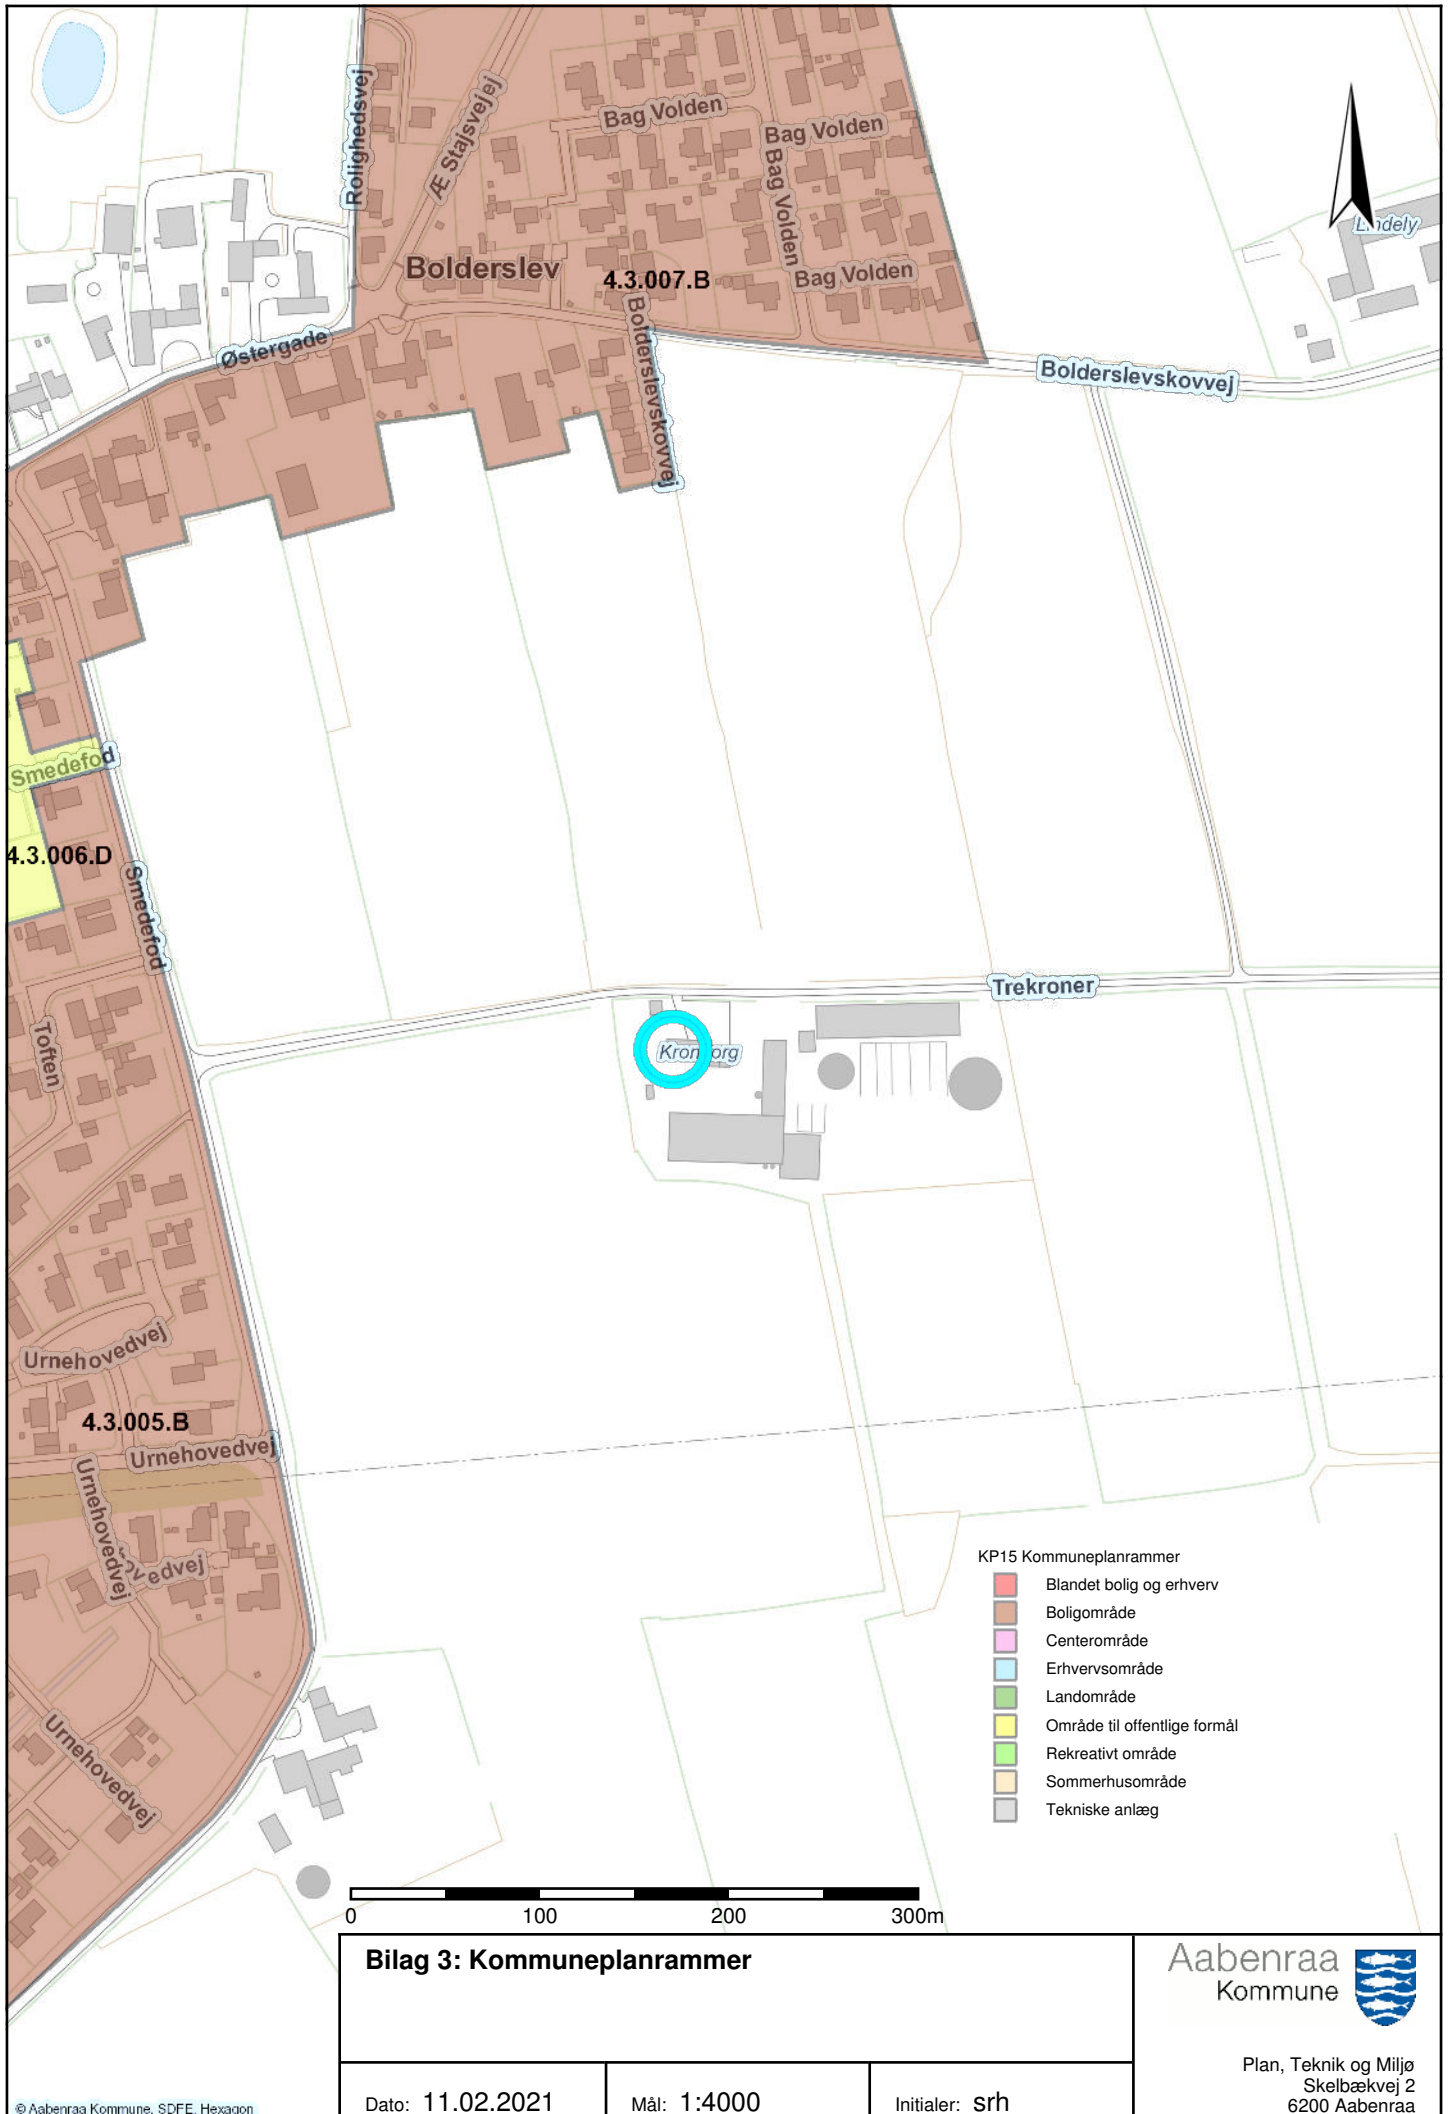 Rolighedsvej
Æ Stajsvejej
Bag Volden
Bag Volden
Bag Volden
Bag Volden
Lindely
Bolderslev
4.3.007.B
Østergade
Bolderslevskovvej
Bolderslevskovvej
Smedefod
4.3.006.D
Smedefod
Trekroner
Kronborg
Toften
Urnehovedvej
4.3.005.B
Urnehovedvej
Urnehovedvej
ovedvej
Urnehovedvej
KP15 Kommuneplanrammer
Blandet bolig og erhverv
Boligområde
Centerområde
Erhvervsområde
Landområde
Område til offentlige formål
Rekreativt område
Sommerhusområde
Tekniske anlæg
0 100 200 300m
Bilag 3: Kommuneplanrammer
Aabenraa
Kommune
Plan, Teknik og Miljø
Skelbækvej 2
6200 Aabenraa
Dato: 11.02.2021
Mål: 1:4000
Initialer: srh
© Aabenraa Kommune, SDFE, Hexagon